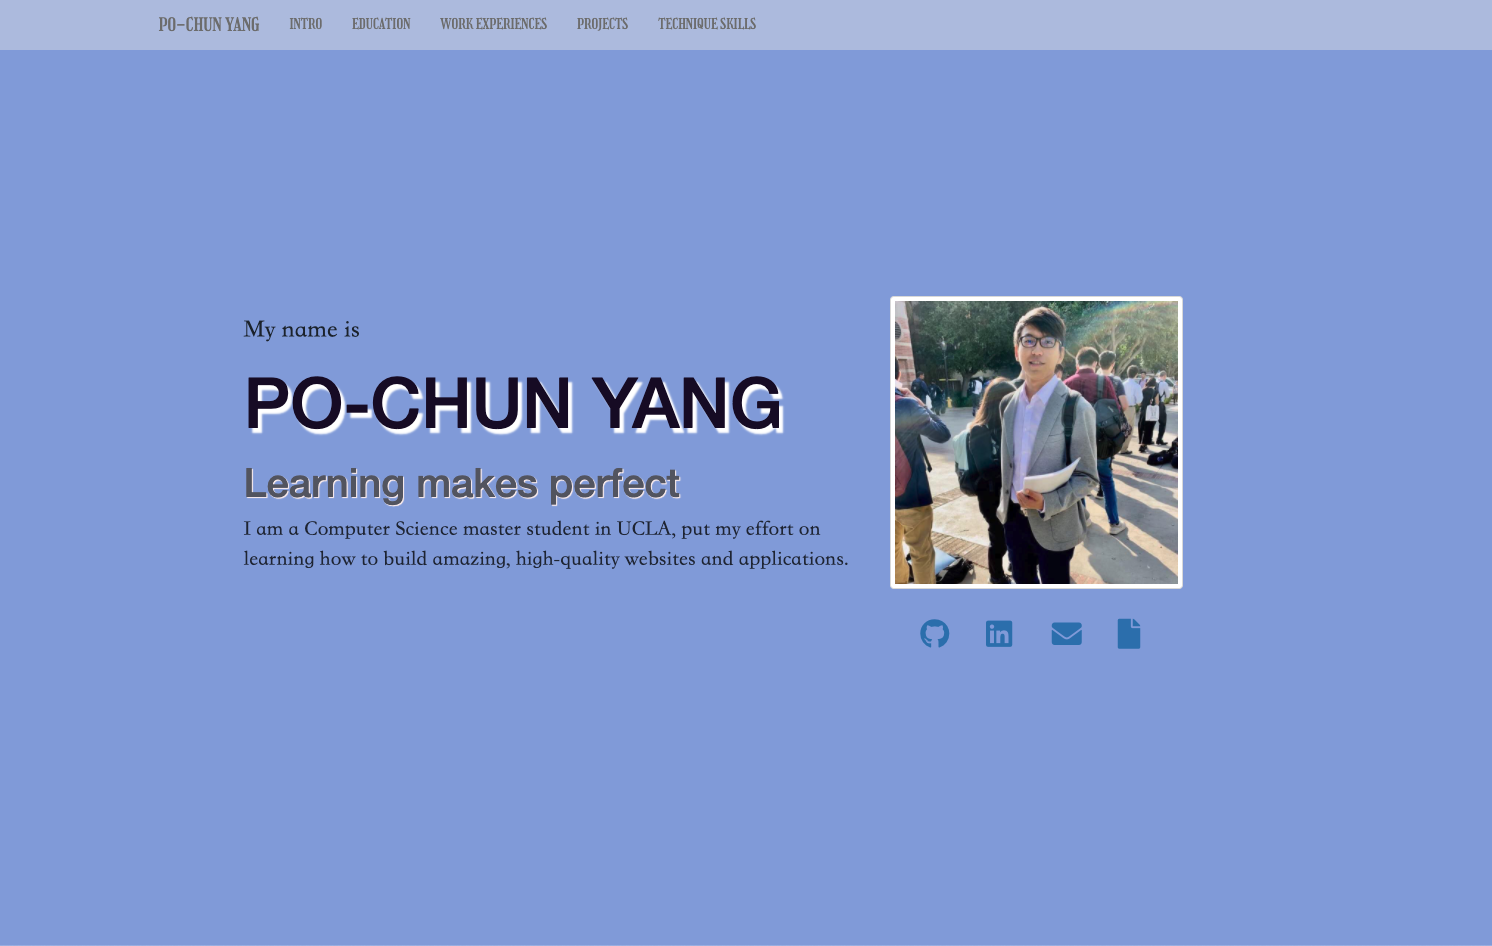 PO-CHUN YANG INTRO EDUCATION WORK EXPERIENCES PROJECTS TECHNIQUE SKILLS
My name is
PO-CHUN YANG
Learning makes perfect
I am a Computer Science master student in UCLA, put my effort on
learning how to build amazing, high-quality websites and applications.
in